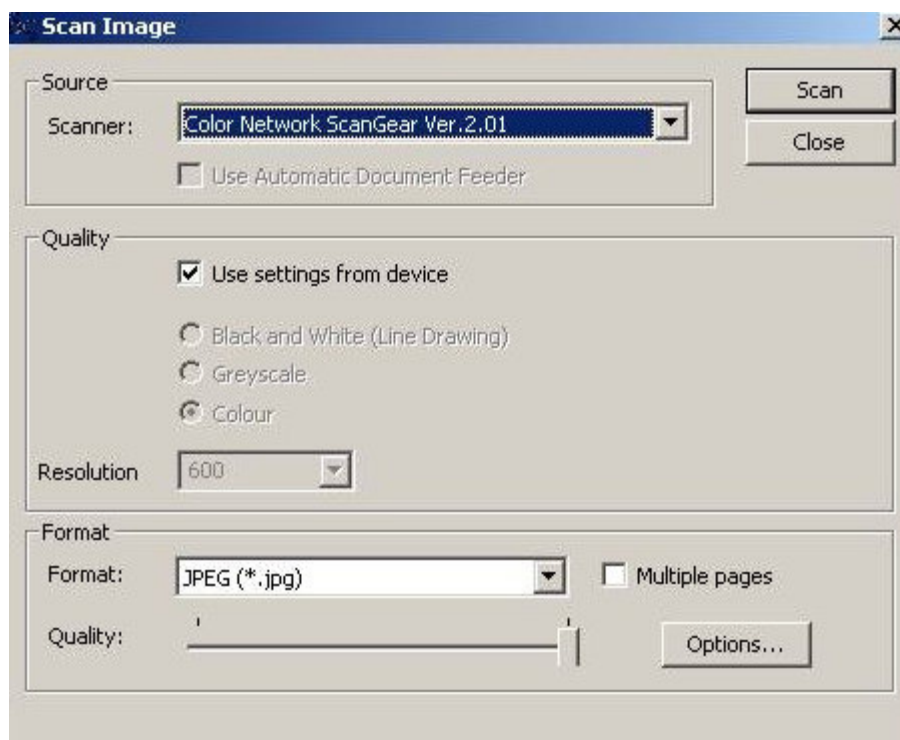 Scan Image
Source
Scan
Scanner: Color Network ScanGear Ver.2.01
Close
Use Automatic Document Feeder
Quality
Use settings from device
Black and White (Line Drawing)
Greyscale
Colour
Resolution 600
Format
Format: JPEG (*.jpg) Multiple pages
Quality: Options...